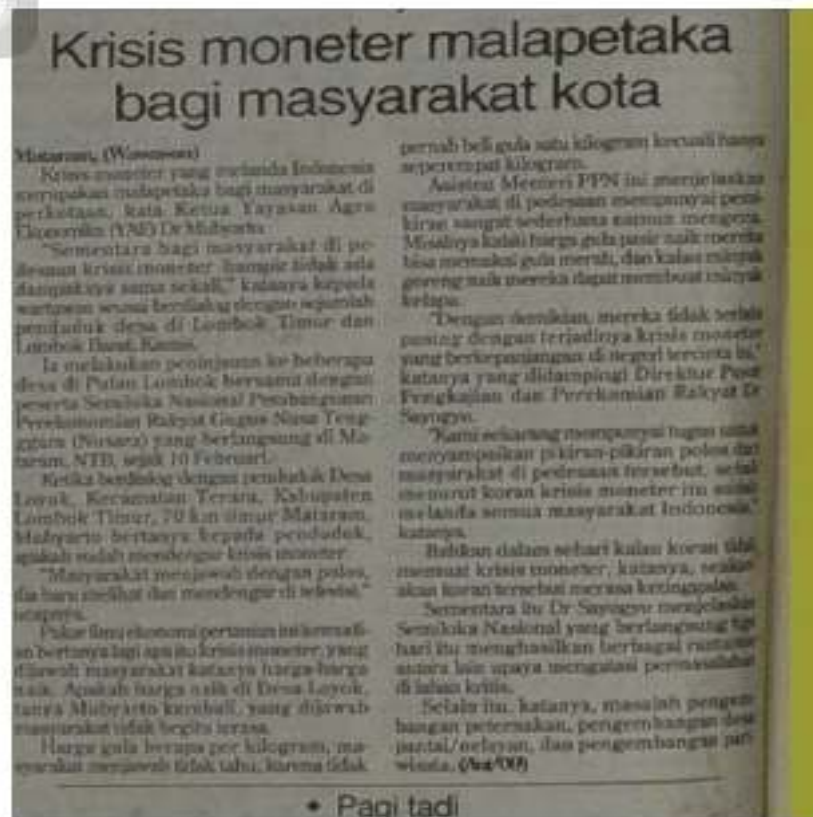 Krisis moneter malapetaka
bagi masyarakat kota
Mataram, (Wawasan)
Krisis moneter yang melanda Indonesia
merupakan malapetaka bagi masyarakat di
perkotaan, kata Ketua Yayasan Agro
Ekonomika (YAE) Dr Mubyarto.
"Sementara bagi masyarakat di pe-
desaan krisis moneter hampir tidak ada
dampaknya sama sekali," katanya kepada
wartawan seusai berdialog dengan sejumlah
penduduk desa di Lombok Timur dan
Lombok Barat, Kamis.
Ia melakukan peninjauan ke beberapa
desa di Pulau Lombok bersama dengan
peserta Semiloka Nasional Pembangunan
Perekonomian Rakyat Gugus Nusa Teng-
ggara (Nusara) yang berlangsung di Ma-
taram, NTB, sejak 10 Februari.
Ketika berdialog dengan penduduk Desa
Kecamatan Terara, Kabupaten
Lombok Timur, 70 km timur Mataram,
Mubyarto bertanya kepada penduduk,
apakah sudah mendengar krisis moneter.
"Masyarakat menjawab dengan polos,
dia baru melihat dan mendengar di televisi,"
ucapnya.
Pakar ilmu ekonomi pertanian ini kemudi-
an bertanya lagi apa itu krisis moneter, yang
dijawab masyarakat katanya harga-harga
naik. Apakah harga naik di Desa
tanya Mubyarto kembali, yang dijawab
masyarakat tidak begitu terasa.
Harga gula berapa per kilogram, ma-
syarakat menjawab tidak tahu, karena tidak
pernah beli gula satu kilogram kecuali hanya
seperempat kilogram.
Asisten Menteri PPN ini menjelaskan
masyarakat di pedesaan mempunyai pemi-
kiran sangat sederhana namun mengena.
Misalnya kalau harga gula pasir naik mereka
bisa memakai gula merah, dan kalau minyak
goreng naik mereka dapat membuat minyak
kelapa.
"Dengan demikian, mereka tidak terlalu
pusing dengan terjadinya krisis moneter
yang berkepanjangan di negeri tercinta ini,"
katanya yang didampingi Direktur Pusat
Pengkajian dan Perekomian Rakyat Dr
Sayogyo.
"Kami sekarang mempunyai tugas untuk
menyampaikan pikiran-pikiran polos dari
masyarakat di pedesaan tersebut, sebab
menurut koran krisis moneter itu sudah
melanda semua masyarakat Indonesia,"
katanya.
Bahkan dalam sehari kalau koran tidak
memuat krisis moneter, katanya, seakan-
akan koran tersebut merasa ketinggalan.
Sementara itu Dr Sayogyo menjelaskan
Semiloka Nasional yang berlangsung tiga
hari itu menghasilkan berbagai rumusan
antara lain upaya mengatasi permasalahan
di lahan kritis.
Selain itu, katanya, masalah pengem-
bangan peternakan, pengembangan desa
pantai/nelayan, dan pengembangan pari-
wisata.
• Pagi tadi